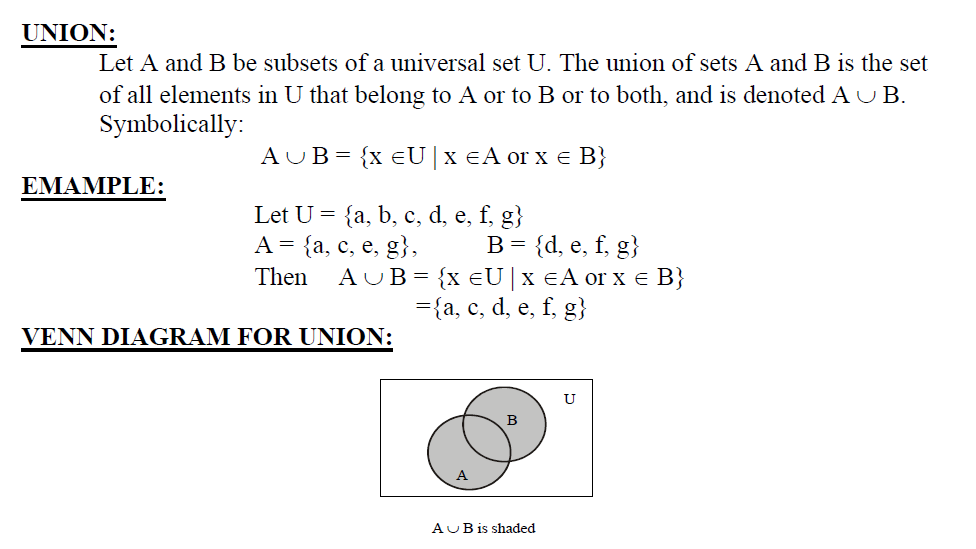 UNION:
Let A and B be subsets of a universal set U. The union of sets A and B is the set
of all elements in U that belong to A or to B or to both, and is denoted A ∪ B.
Symbolically:
A ∪ B = {x ∈U | x ∈A or x ∈ B}
EMAMPLE:
Let U = {a, b, c, d, e, f, g}
A = {a, c, e, g}, B = {d, e, f, g}
Then A ∪ B = {x ∈U | x ∈A or x ∈ B}
={a, c, d, e, f, g}
VENN DIAGRAM FOR UNION:
U
B
A
A ∪ B is shaded